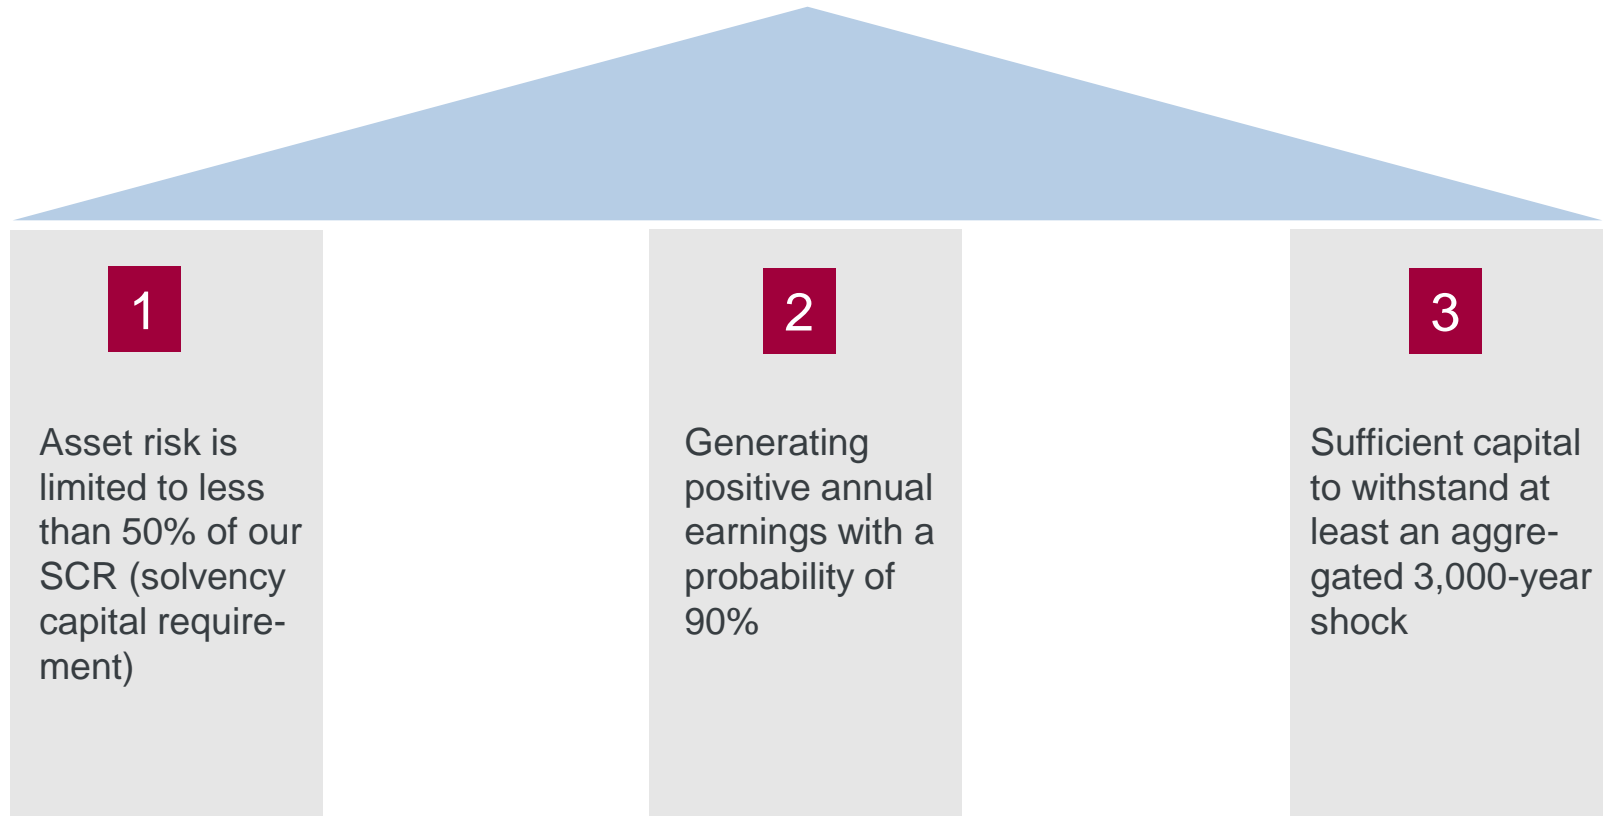 1
Asset risk is
limited to less
than 50% of our
SCR (solvency
capital require-
ment)
2
Generating
positive annual
earnings with a
probability of
90%
3
Sufficient capital
to withstand at
least an aggre-
gated 3,000-year
shock